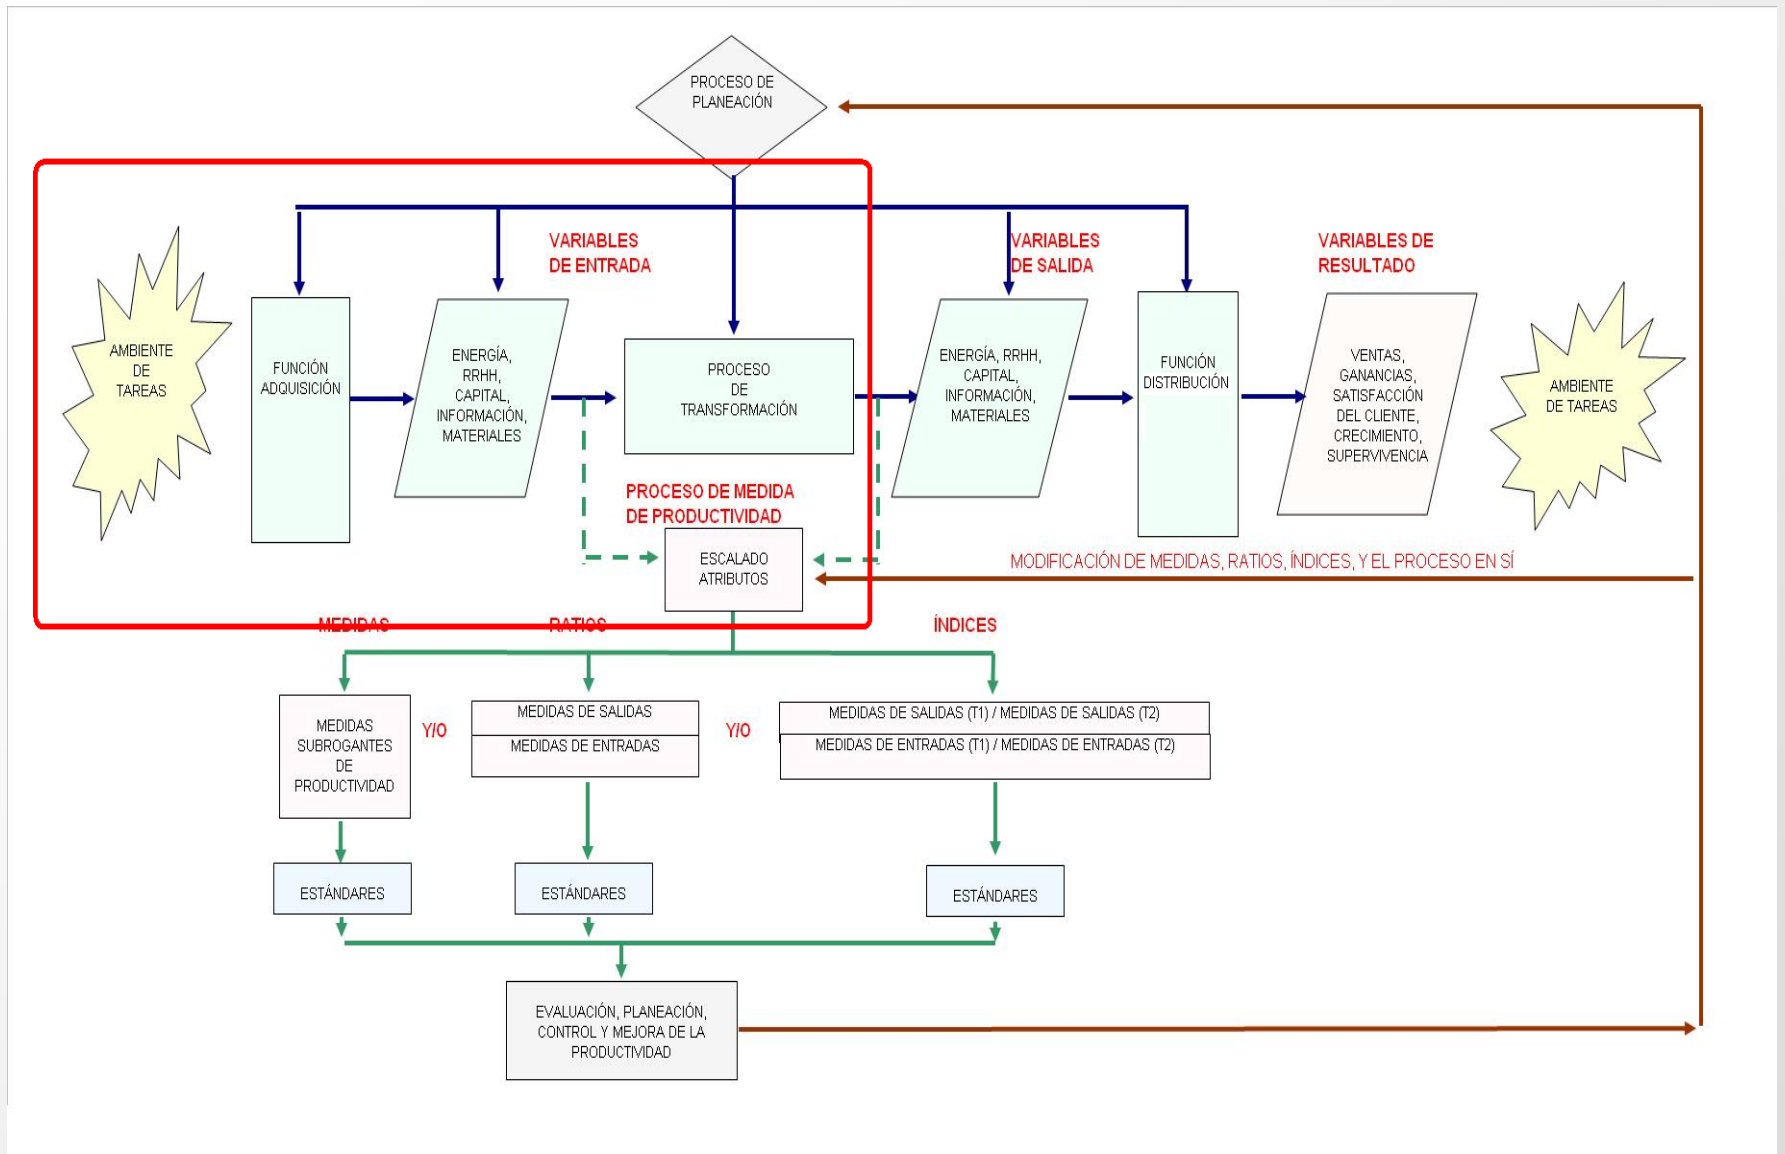 PROCESO DE
PLANEACIÓN
VARIABLES
DE ENTRADA
VARIABLES
DE SALIDA
VARIABLES DE
RESULTADO
AMBIENTE
DE
TAREAS
FUNCIÓN
ADQUISICIÓN
ENERGÍA,
RRHH,
CAPITAL,
INFORMACIÓN,
MATERIALES
PROCESO
DE
TRANSFORMACIÓN
ENERGÍA, RRHH,
CAPITAL,
INFORMACIÓN,
MATERIALES
FUNCIÓN
DISTRIBUCIÓN
VENTAS,
GANANCIAS,
SATISFACCIÓN
DEL CLIENTE,
CRECIMIENTO,
SUPERVIVENCIA
AMBIENTE
DE TAREAS
PROCESO DE MEDIDA
DE PRODUCTIVIDAD
ESCALADO
ATRIBUTOS
MODIFICACIÓN DE MEDIDAS, RATIOS, ÍNDICES, Y EL PROCESO EN SÍ
MEDIDAS
RATIOS
ÍNDICES
MEDIDAS
SUBROGANTES
DE
PRODUCTIVIDAD
Y/O
MEDIDAS DE SALIDAS
MEDIDAS DE ENTRADAS
Y/O
MEDIDAS DE SALIDAS (T1) / MEDIDAS DE SALIDAS (T2)
MEDIDAS DE ENTRADAS (T1) / MEDIDAS DE ENTRADAS (T2)
ESTÁNDARES
ESTÁNDARES
ESTÁNDARES
EVALUACIÓN, PLANEACIÓN,
CONTROL Y MEJORA DE LA
PRODUCTIVIDAD